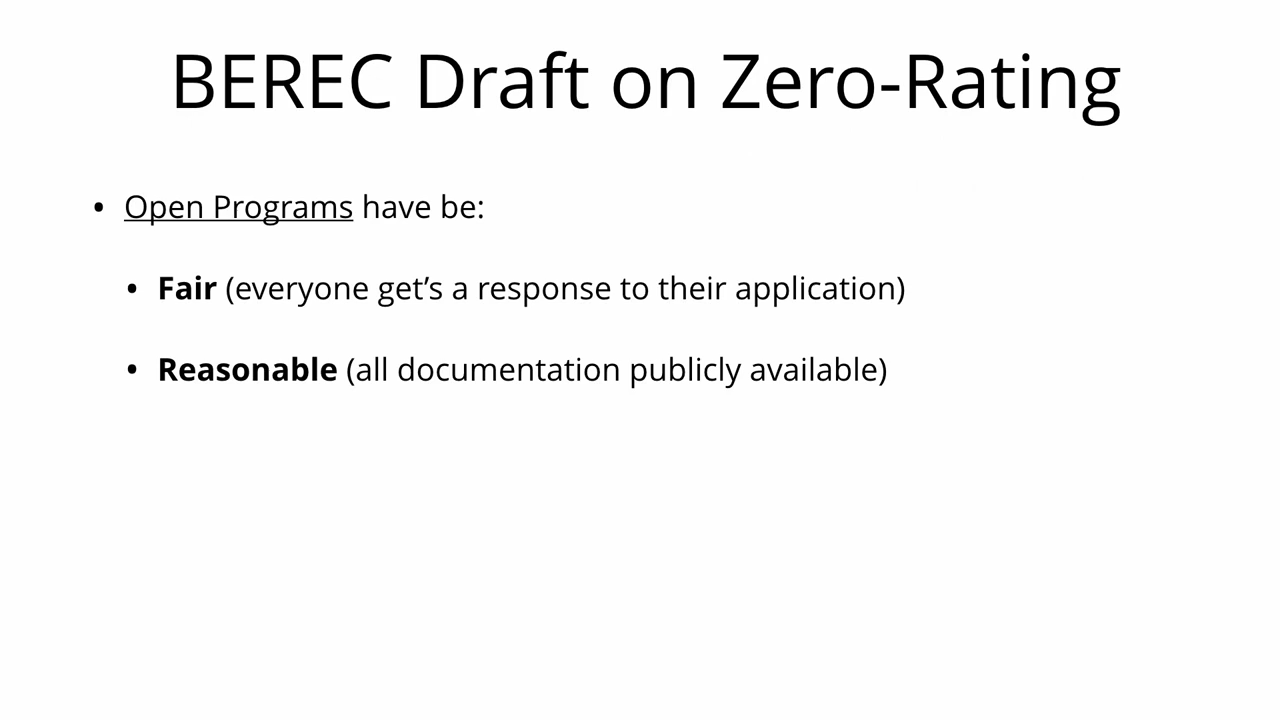 BEREC Draft on Zero-Rating
• Open Programs have be:
• Fair (everyone get’s a response to their application)
• Reasonable (all documentation publicly available)